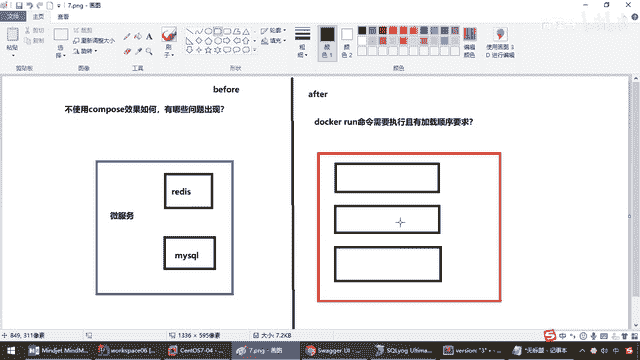 7.png - 画图
文件
主页
查看
粘贴
剪切
复制
剪贴板
选择
裁剪
重新调整大小
旋转
图像
工具
刷子
形状
轮廓
填充
粗细
颜色 1
颜色 2
颜色
编辑颜色
使用画图 3D 进行编辑
before
不使用compose效果如何，有哪些问题出现?
微服务
redis
mysql
after
docker run命令需要执行且有加载顺序要求?
849, 311像素
1336 × 595像素
大小: 7.2KB
100%
Mindjet MindM
workspace06 [
CentOS7-04 -
7.png - 画图
Swagger UI -
SQLyog Ultima
version: "3" •
*无标题 - 记事本
中